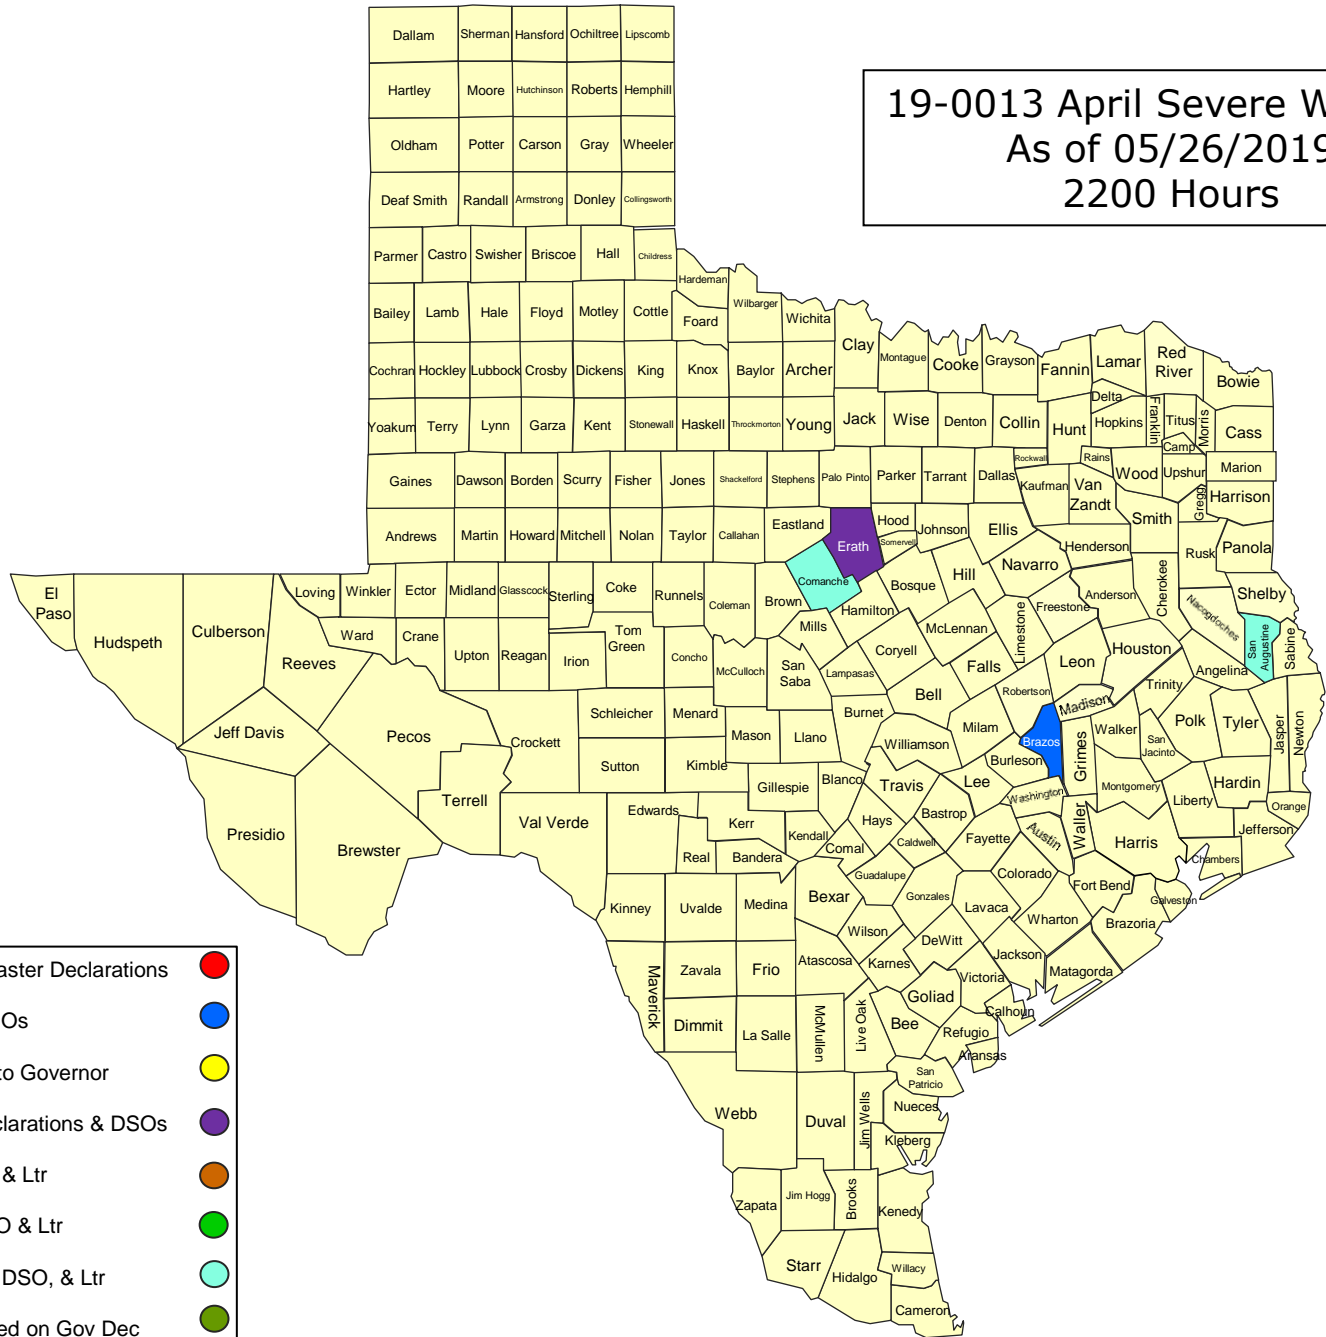 Dallam Sherman Hansford Ochiltree Lipscomb
Hartley Moore Hutchinson Roberts Hemphill
19-0013 April Severe W
As of 05/26/2019
2200 Hours
Oldham Potter Carson Gray Wheeler
Deaf Smith Randall Armstrong Donley Collingsworth
Parmer Castro Swisher Briscoe Hall Childress
Hardeman
Wilbarger
Bailey Lamb Hale Floyd Motley Cottle Foard Wichita
Clay Montague Cooke Grayson Fannin Lamar Red
River
Bowie
Cochran Hockley Lubbock Crosby Dickens King Knox Baylor Archer
Delta
Yoakum Terry Lynn Garza Kent Stonewall Haskell Throckmorton Young Jack Wise Denton Collin Hunt Hopkins Franklin Titus Morris Cass
Camp
Rockwall Rains
Gaines Dawson Borden Scurry Fisher Jones Shackelford Stephens Palo Pinto Parker Tarrant Dallas Kaufman Van
Zandt
Wood Upshur Marion
Gregg Harrison
Andrews Martin Howard Mitchell Nolan Taylor Callahan Eastland Erath Hood Somervell Johnson Ellis Henderson Smith Rusk Panola
El
Paso
Hudspeth Culberson Loving Winkler Ector Midland Glasscock Sterling Coke Runnels Coleman Brown Comanche Hamilton Bosque Hill Navarro Freestone Anderson Cherokee Nacogdoches Shelby
Reeves Ward Crane Upton Reagan Irion Tom
Green
Concho McCulloch San
Saba
Mills Lampasas Coryell McLennan Limestone Falls Leon Houston Angelina San
Augustine
Sabine
Jeff Davis Pecos Crockett Schleicher Menard Mason Llano Burnet Bell Milam Robertson Brazos Madison Trinity Walker San
Jacinto
Polk Tyler Jasper Newton
Presidio Brewster Terrell Val Verde Sutton Kimble Gillespie Blanco Williamson Travis Lee Burleson Washington Grimes Montgomery Liberty Hardin Orange
Edwards Kerr Kendall Comal Hays Caldwell Bastrop Fayette Austin Waller Harris Jefferson Chambers
Real Bandera Bexar Guadalupe Gonzales Lavaca Colorado Fort Bend Galveston
Kinney Uvalde Medina Wilson DeWitt Wharton Brazoria
Maverick Zavala Frio Atascosa Karnes Jackson Matagorda
Victoria
Dimmit La Salle McMullen Live Oak Bee Goliad Refugio Calhoun
Aransas
San
Patricio
Webb Duval Jim Wells Nueces
Kleberg
Zapata Jim Hogg Brooks Kenedy
Starr Hidalgo Willacy
Cameron
aster Declarations
Os
to Governor
clarations & DSOs
& Ltr
O & Ltr
DSO, & Ltr
ed on Gov Dec